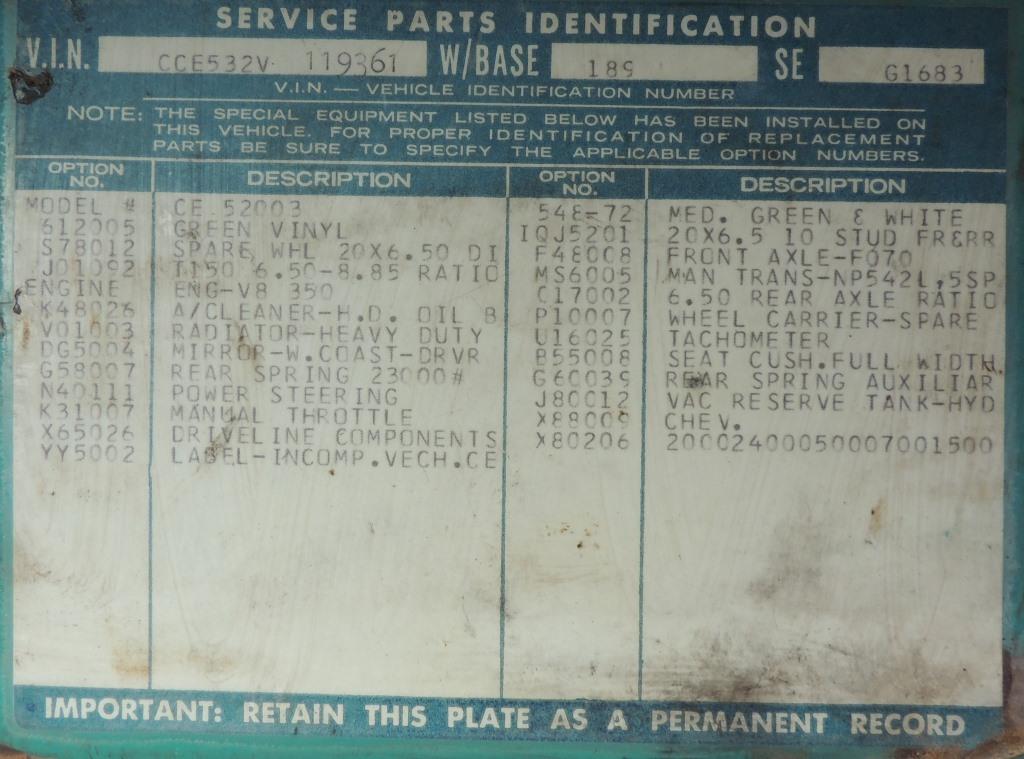 SERVICE PARTS IDENTIFICATION
V.I.N. CCE532V 119361 W/BASE 189 SE G1683
V.I.N. — VEHICLE IDENTIFICATION NUMBER
NOTE: THE SPECIAL EQUIPMENT LISTED BELOW HAS BEEN INSTALLED ON
THIS VEHICLE. FOR PROPER IDENTIFICATION OF REPLACEMENT
PARTS BE SURE TO SPECIFY THE APPLICABLE OPTION NUMBERS.
OPTION NO. DESCRIPTION
MODEL # CE 52003
612005 GREEN VINYL
S78012 SPARE WHL 20X6.50 DI
J01092 T150 6.50-8.85 RATIO
ENGINE ENG-V8 350
K48026 A/CLEANER-H.D. OIL B
V01003 RADIATOR-HEAVY DUTY
DG5004 MIRROR-W.COAST-DRVR
G58007 REAR SPRING 23000#
N40111 POWER STEERING
K31007 MANUAL THROTTLE
X65026 DRIVELINE COMPONENTS
YY5002 LABEL-INCOMP.VECH.CE
OPTION NO. DESCRIPTION
548-72 MED. GREEN & WHITE
IQJ5201 20X6.5 10 STUD FR&RR
F48008 FRONT AXLE-F070
MS6005 MAN TRANS-NP542L,5SP
C17002 6.50 REAR AXLE RATIO
P10007 WHEEL CARRIER-SPARE
U16025 TACHOMETER
B55008 SEAT CUSH.FULL WIDTH
G60039 REAR SPRING AUXILIAR
J80012 VAC RESERVE TANK-HYD
X88009 CHEV.
X80206 20002400050007001500
IMPORTANT: RETAIN THIS PLATE AS A PERMANENT RECORD